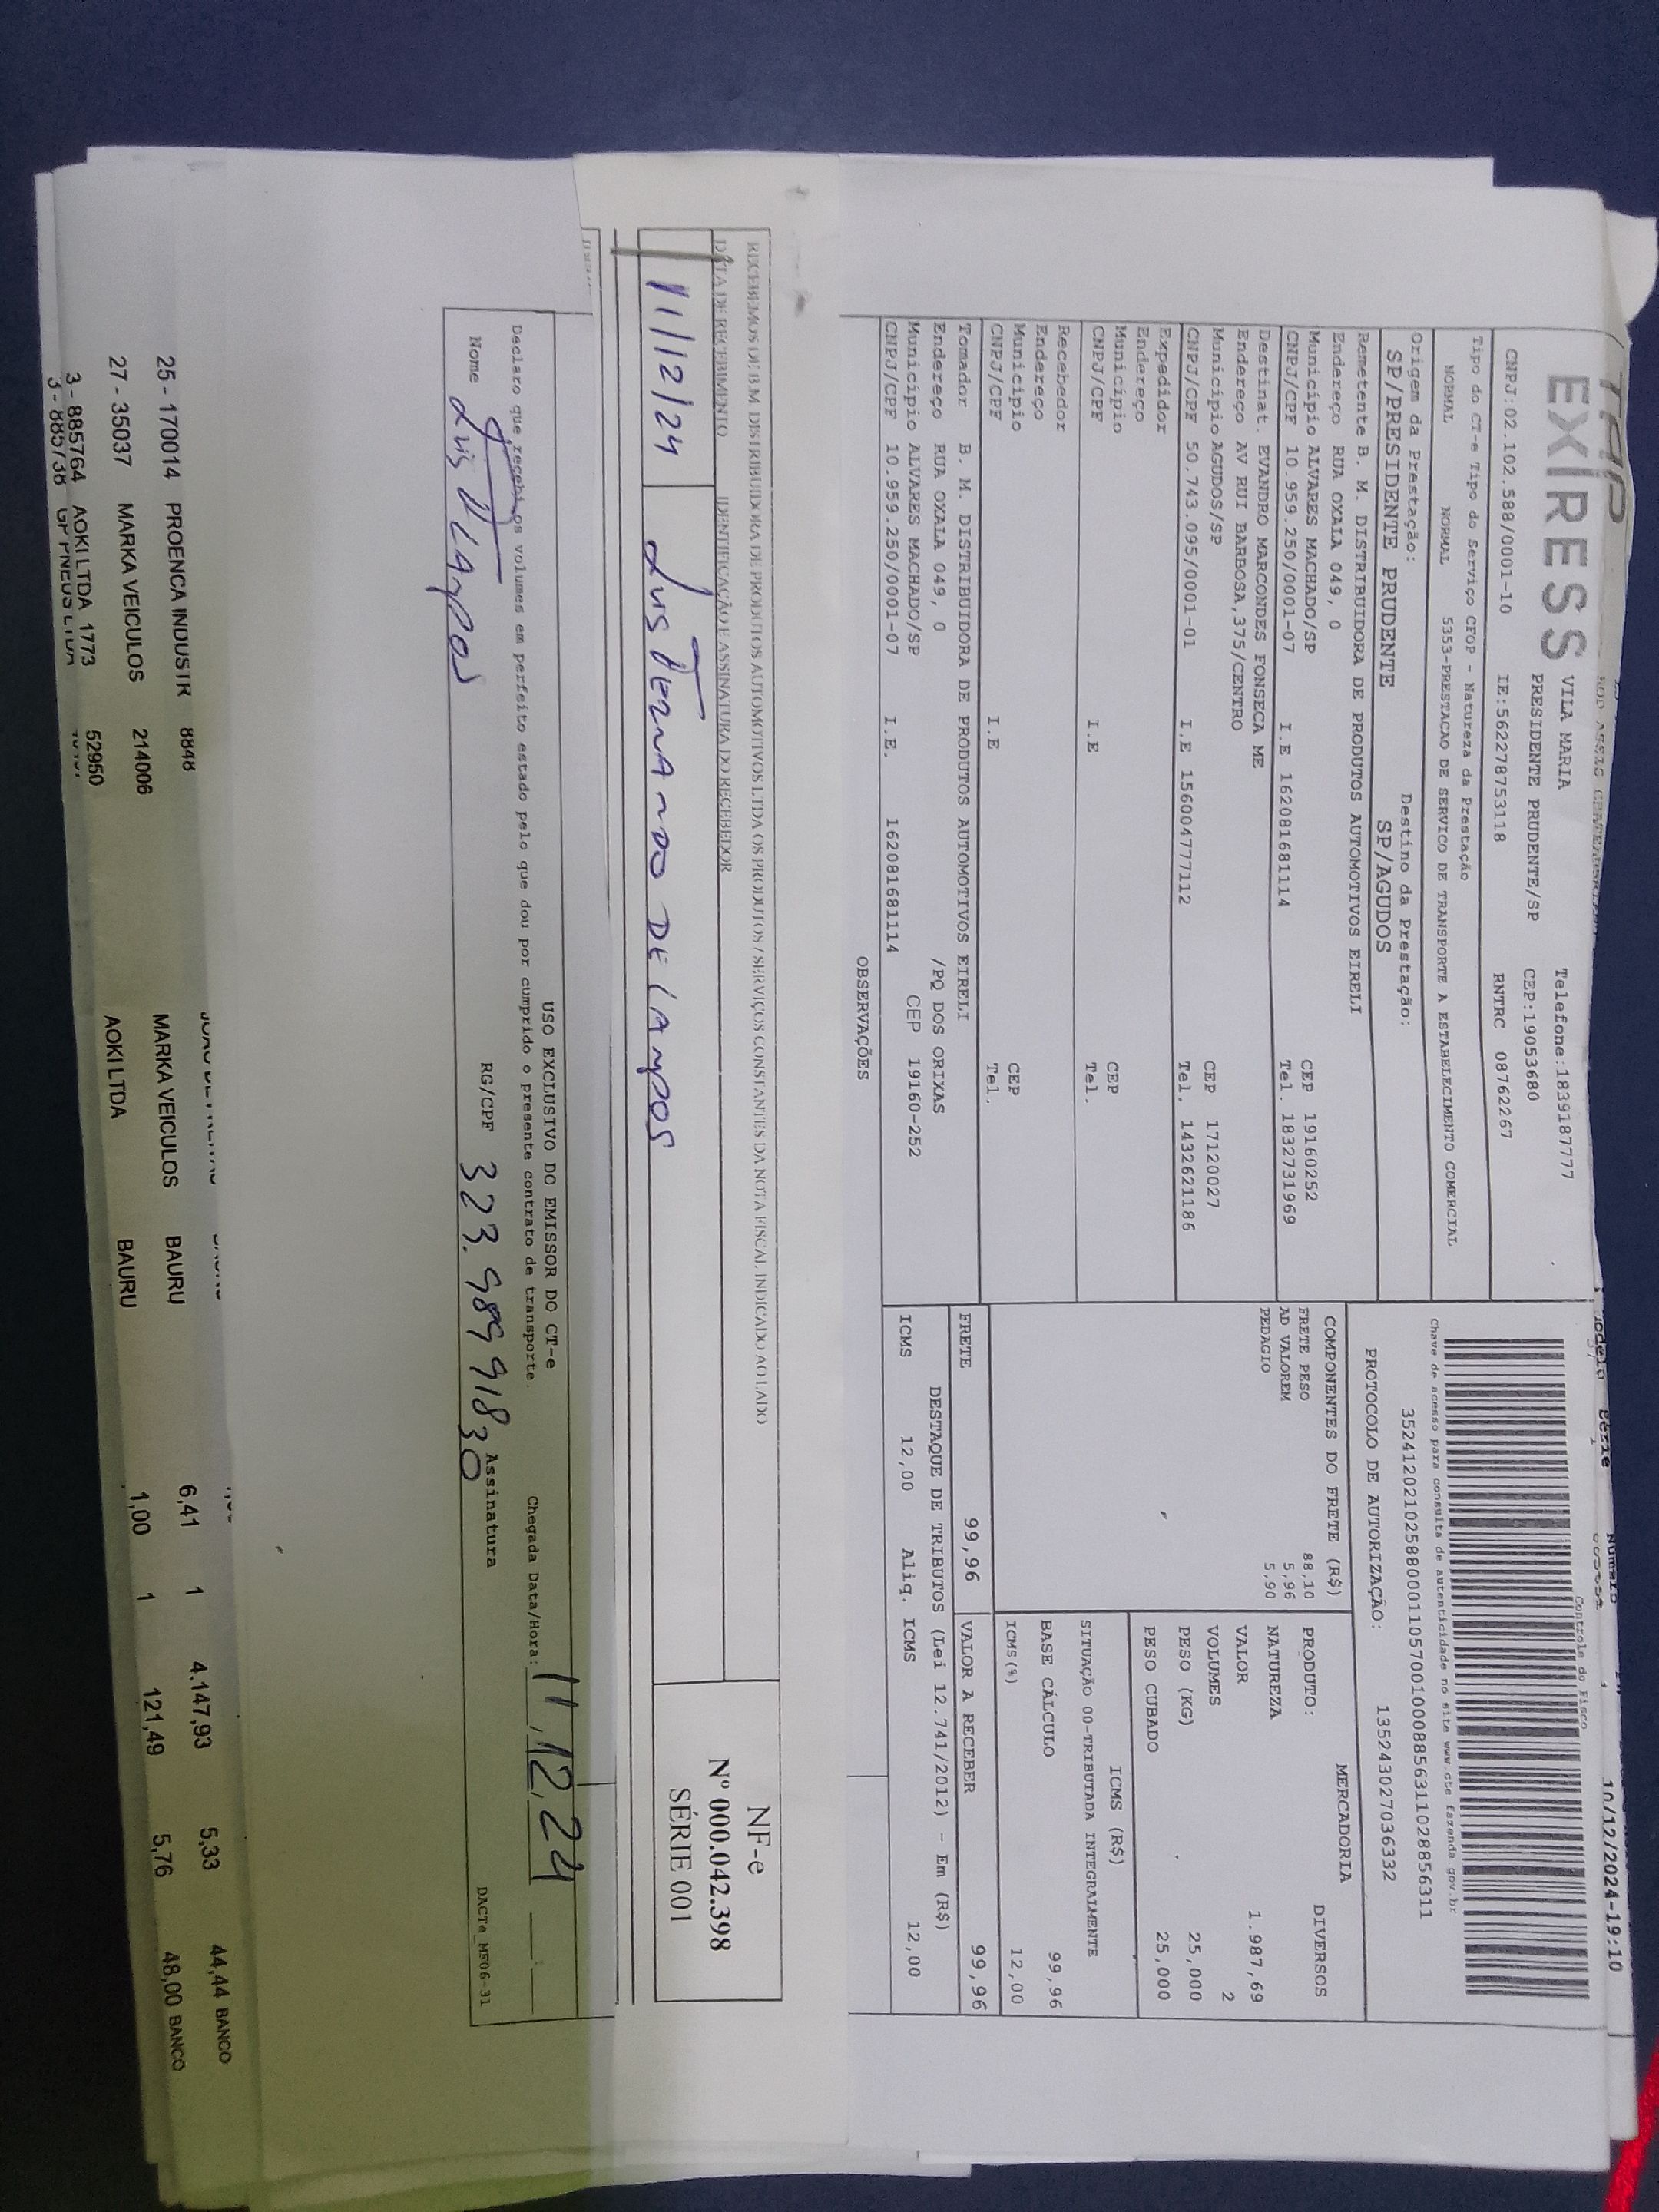 EXPRESS
VILA MARIA Telefone:1839187777
PRESIDENTE PRUDENTE/SP CEP:19053680
CNPJ:02.102.588/0001-10 IE:562278753118 RNTRC 08762267
Tipo do CT-e Tipo do Serviço CFOP - Natureza da Prestação
NORMAL NORMAL 5353-PRESTACAO DE SERVICO DE TRANSPORTE A ESTABELECIMENTO COMERCIAL
Origem da Prestação: Destino da Prestação:
SP/PRESIDENTE PRUDENTE SP/AGUDOS
Remetente B. M. DISTRIBUIDORA DE PRODUTOS AUTOMOTIVOS EIRELI
Endereço RUA OXALA 049, 0
Município ALVARES MACHADO/SP CEP 19160252
CNPJ/CPF 10.959.250/0001-07 I.E 162081681114 Tel. 1832731969
Destinat. EVANDRO MARCONDES FONSECA ME
Endereço AV RUI BARBOSA,375/CENTRO
Município AGUDOS/SP CEP 17120027
CNPJ/CPF 50.743.095/0001-01 I.E 156004777112 Tel. 1432621186
Expedidor
Endereço
Município CEP
CNPJ/CPF I.E Tel.
Recebedor
Endereço
Município CEP
CNPJ/CPF I.E Tel.
Tomador B. M. DISTRIBUIDORA DE PRODUTOS AUTOMOTIVOS EIRELI
Endereço RUA OXALA 049, 0 /PQ DOS ORIXAS
Município ALVARES MACHADO/SP CEP 19160-252
CNPJ/CPF 10.959.250/0001-07 I.E. 162081681114
OBSERVAÇÕES
10/12/2024-19:10
Controle do Fisco
Chave de acesso para consulta de autenticidade no site www.cte.fazenda.gov.br
35241202102588000110570010008856311028856311
PROTOCOLO DE AUTORIZAÇÃO: 135243027036332
COMPONENTES DO FRETE (R$)
FRETE PESO 88,10
AD VALOREM 5,96
PEDAGIO 5,90
MERCADORIA
PRODUTO: DIVERSOS
NATUREZA
VALOR 1.987,69
VOLUMES 2
PESO (KG) 25,000
PESO CUBADO 25,000
ICMS (R$)
SITUAÇÃO 00-TRIBUTADA INTEGRALMENTE
BASE CÁLCULO 99,96
ICMS(%) 12,00
FRETE 99,96 VALOR A RECEBER 99,96
DESTAQUE DE TRIBUTOS (Lei 12.741/2012) - Em (R$)
ICMS 12,00 Aliq. ICMS 12,00
RECEBEMOS DE B.M. DISTRIBUIDORA DE PRODUTOS AUTOMOTIVOS LTDA OS PRODUTOS / SERVIÇOS CONSTANTES DA NOTA FISCAL INDICADO AO LADO
DATA DE RECEBIMENTO IDENTIFICAÇÃO E ASSINATURA DO RECEBEDOR
11/12/24 Luis Fernando de Campos
NF-e
Nº 000.042.398
SÉRIE 001
USO EXCLUSIVO DO EMISSOR DO CT-e
Declaro que recebi os volumes em perfeito estado pelo que dou por cumprido o presente contrato de transporte. Chegada Data/Hora: 11/12/24
Nome Luis F Campos RG/CPF 323.989 918 30 Assinatura
DACTe_MF06-31
44,44 BANCO
25 - 170014 PROENCA INDUSTR 8848
6,41 1 4.147,93 5,33 48,00 BANCO
27 - 35037 MARKA VEICULOS 214006 MARKA VEICULOS BAURU
1,00 1 121,49 5,76
3 - 885764 AOKI LTDA 1773 52950 AOKI LTDA BAURU
3 - 885738 GP PNEUS LTDA